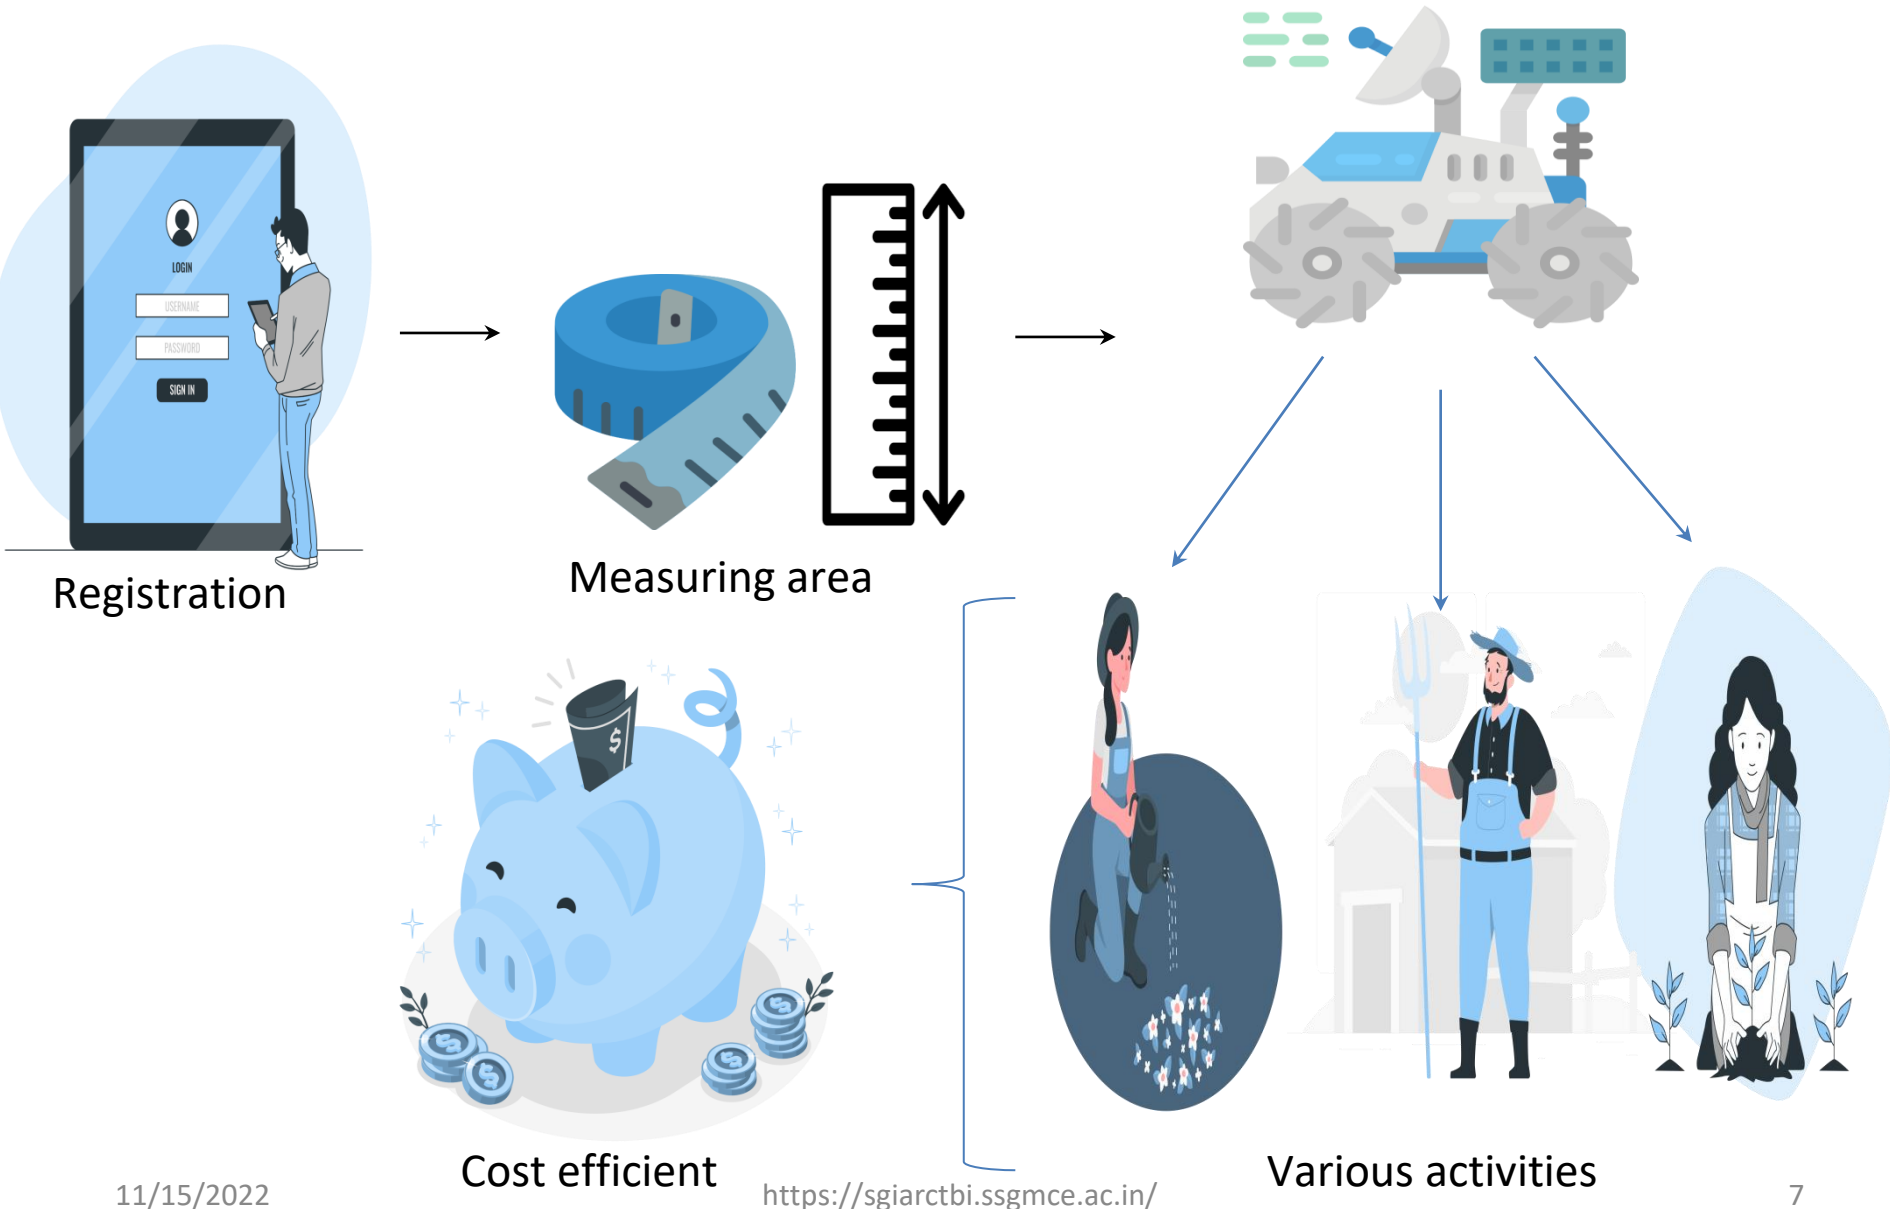 LOGIN
USERNAME
PASSWORD
SIGN IN
Registration
Measuring area
$
$
$
$
$
Cost efficient
Various activities
11/15/2022
https://sgiarctbi.ssgmce.ac.in/
7